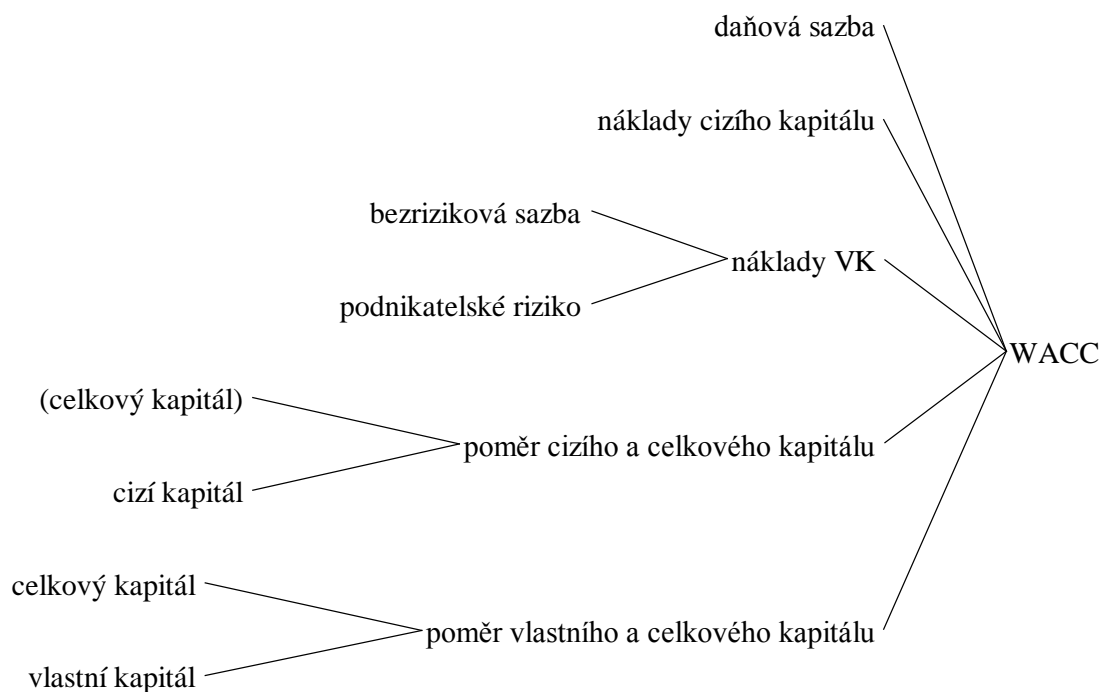 daňová sazba
náklady cizího kapitálu
bezriziková sazba
náklady VK
podnikatelské riziko
WACC
(celkový kapitál)
poměr cizího a celkového kapitálu
cizí kapitál
celkový kapitál
poměr vlastního a celkového kapitálu
vlastní kapitál